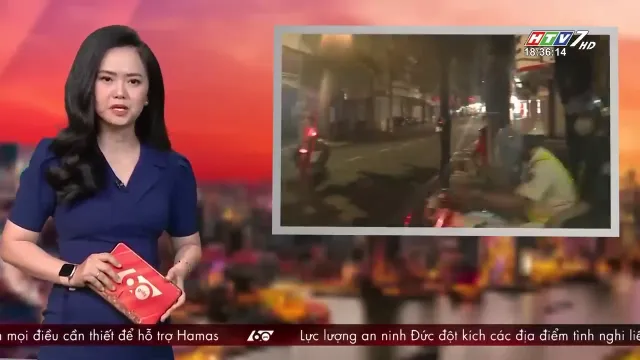 HTV7 HD
18:36:14
n mọi điều cần thiết để hỗ trợ Hamas 60 Lực lượng an ninh Đức đột kích các địa điểm tình nghi liê